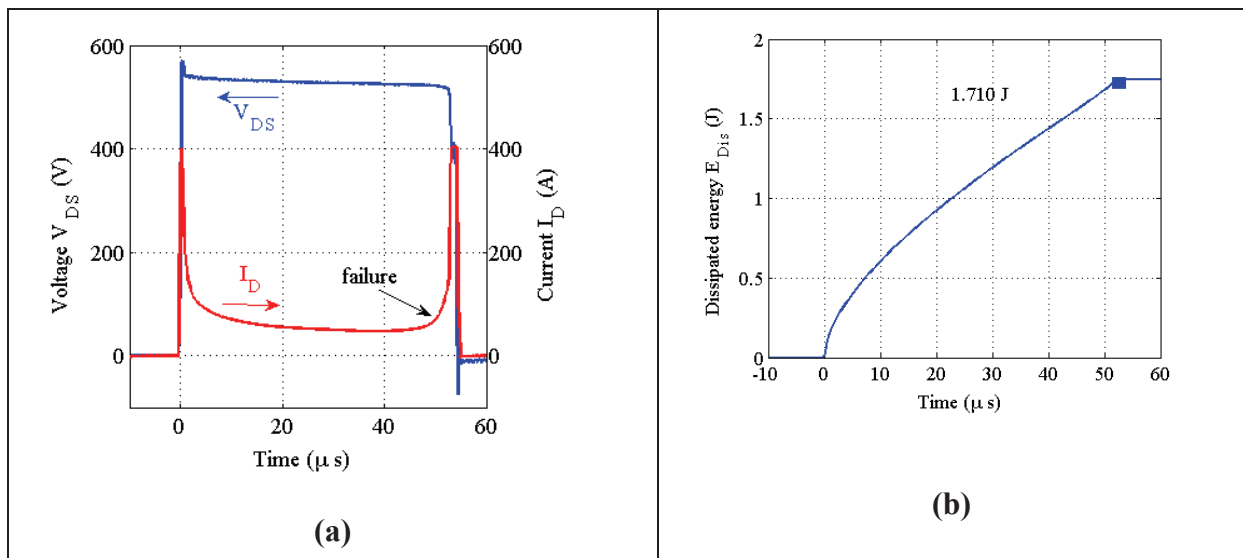 600
400
200
0
Voltage V_DS (V)
600
400
200
0
Current I_D (A)
V_DS
I_D
failure
0
20
40
60
Time (μ s)
(a)
2
1.5
1
0.5
0
Dissipated energy E_Dis (J)
1.710 J
-10
0
10
20
30
40
50
60
Time (μ s)
(b)